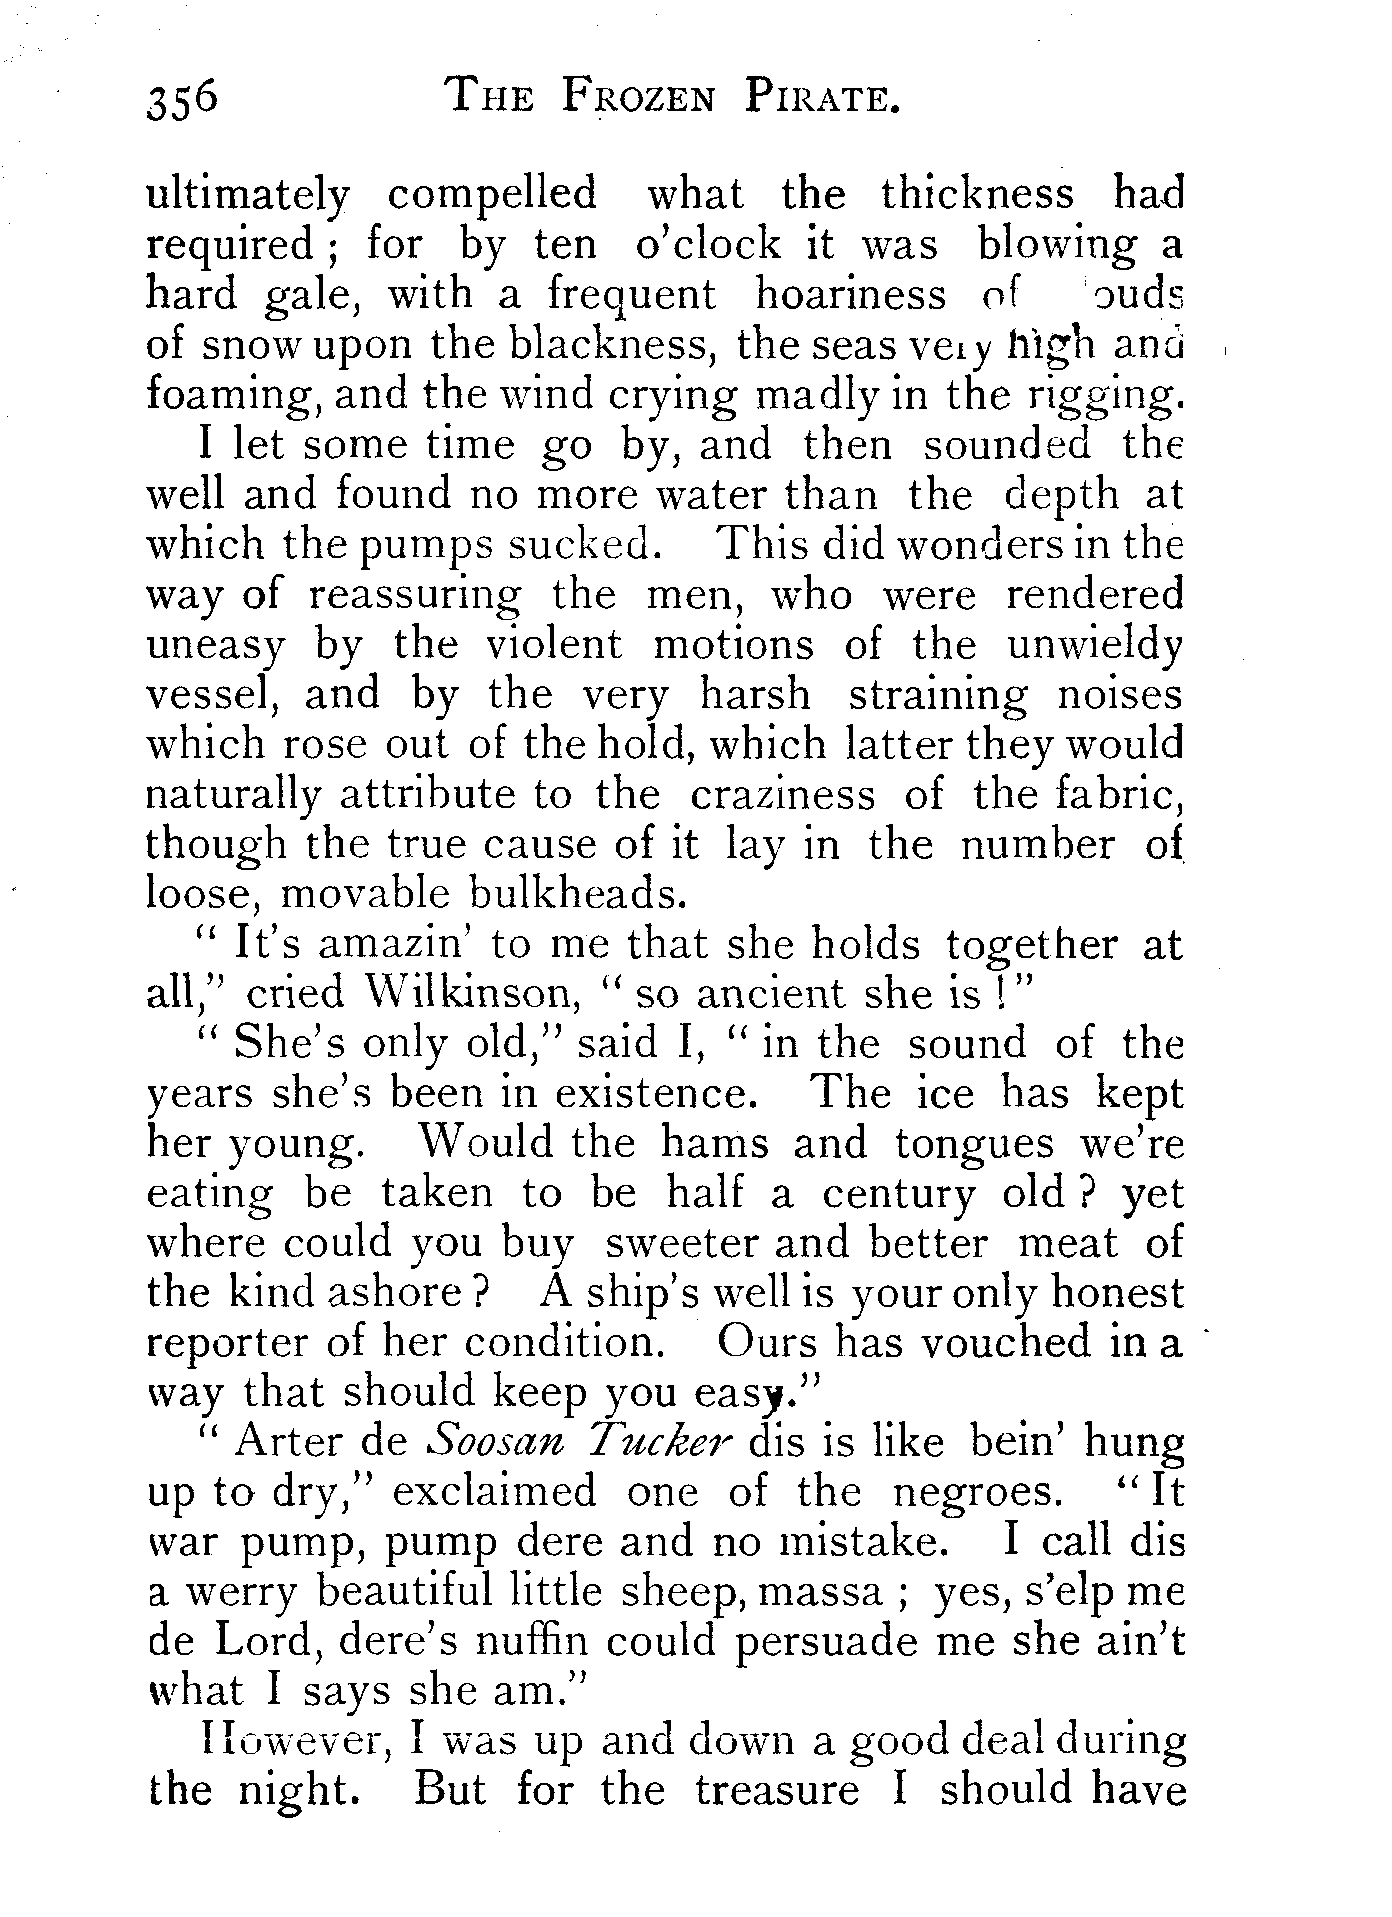 356 THE FROZEN PIRATE.
ultimately compelled what the thickness had
required ; for by ten o'clock it was blowing a
hard gale, with a frequent hoariness of
of snow upon the blackness, the seas very high and
foaming, and the wind crying madly in the rigging.
I let some time go by, and then sounded the
well and found no more water than the depth at
which the pumps sucked. This did wonders in the
way of reassuring the men, who were rendered
uneasy by the violent motions of the unwieldy
vessel, and by the very harsh straining noises
which rose out of the hold, which latter they would
naturally attribute to the craziness of the fabric,
though the true cause of it lay in the number of
loose, movable bulkheads.
" It's amazin' to me that she holds together at
all," cried Wilkinson, " so ancient she is ! "
" She's only old," said I, " in the sound of the
years she's been in existence. The ice has kept
her young. Would the hams and tongues we're
eating be taken to be half a century old ? yet
where could you buy sweeter and better meat of
the kind ashore ? A ship's well is your only honest
reporter of her condition. Ours has vouched in a
way that should keep you easy."
" Arter de Soosan Tucker dis is like bein' hung
up to dry," exclaimed one of the negroes. " It
war pump, pump dere and no mistake. I call dis
a werry beautiful little sheep, massa ; yes, s'elp me
de Lord, dere's nuffin could persuade me she ain't
what I says she am."
However, I was up and down a good deal during
the night. But for the treasure I should have